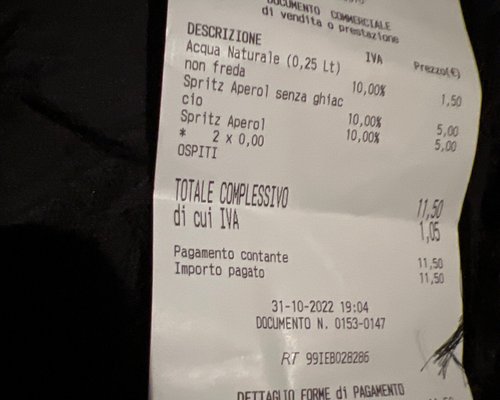 DOCUMENTO COMMERCIALE
di vendita o prestazione
DESCRIZIONE IVA Prezzo(€)
Acqua Naturale (0,25 Lt) 10,00% 1,50
non freda
Spritz Aperol senza ghiac 10,00% 5,00
cio
Spritz Aperol 10,00% 5,00
* 2 x 0,00
OSPITI
TOTALE COMPLESSIVO 11,50
di cui IVA 1,05
Pagamento contante 11,50
Importo pagato 11,50
31-10-2022 19:04
DOCUMENTO N. 0153-0147
RT 99IEB028286
DETTAGLIO FORME di PAGAMENTO